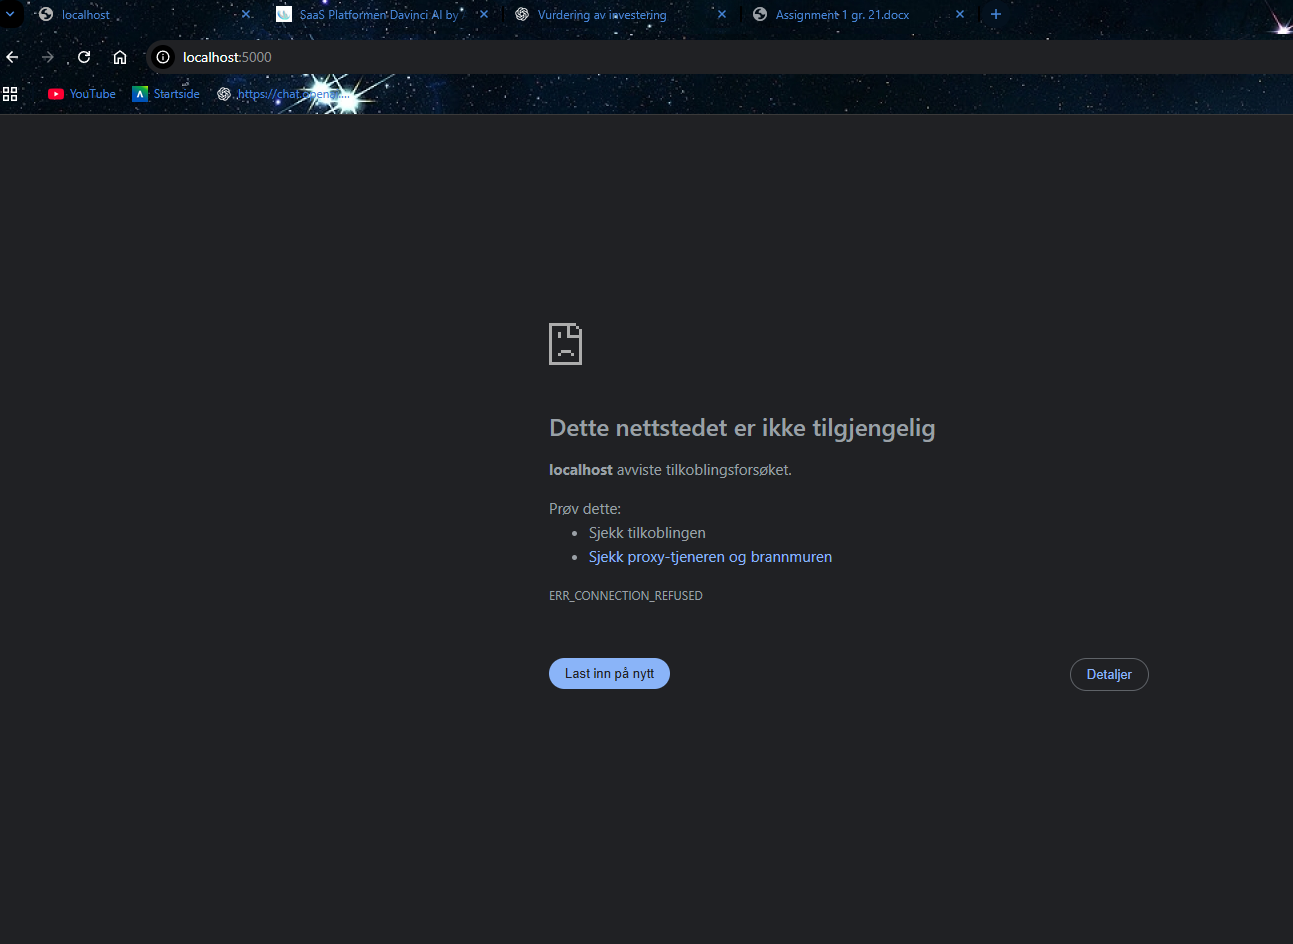 localhost
SaaS Platformen Davinci AI by
Vurdering av investering
Assignment 1 gr. 21.docx
localhost:5000
YouTube
Startside
https://chat.openai....
Dette nettstedet er ikke tilgjengelig
localhost avviste tilkoblingsforsøket.
Prøv dette:
• Sjekk tilkoblingen
• Sjekk proxy-tjeneren og brannmuren
ERR_CONNECTION_REFUSED
Last inn på nytt
Detaljer